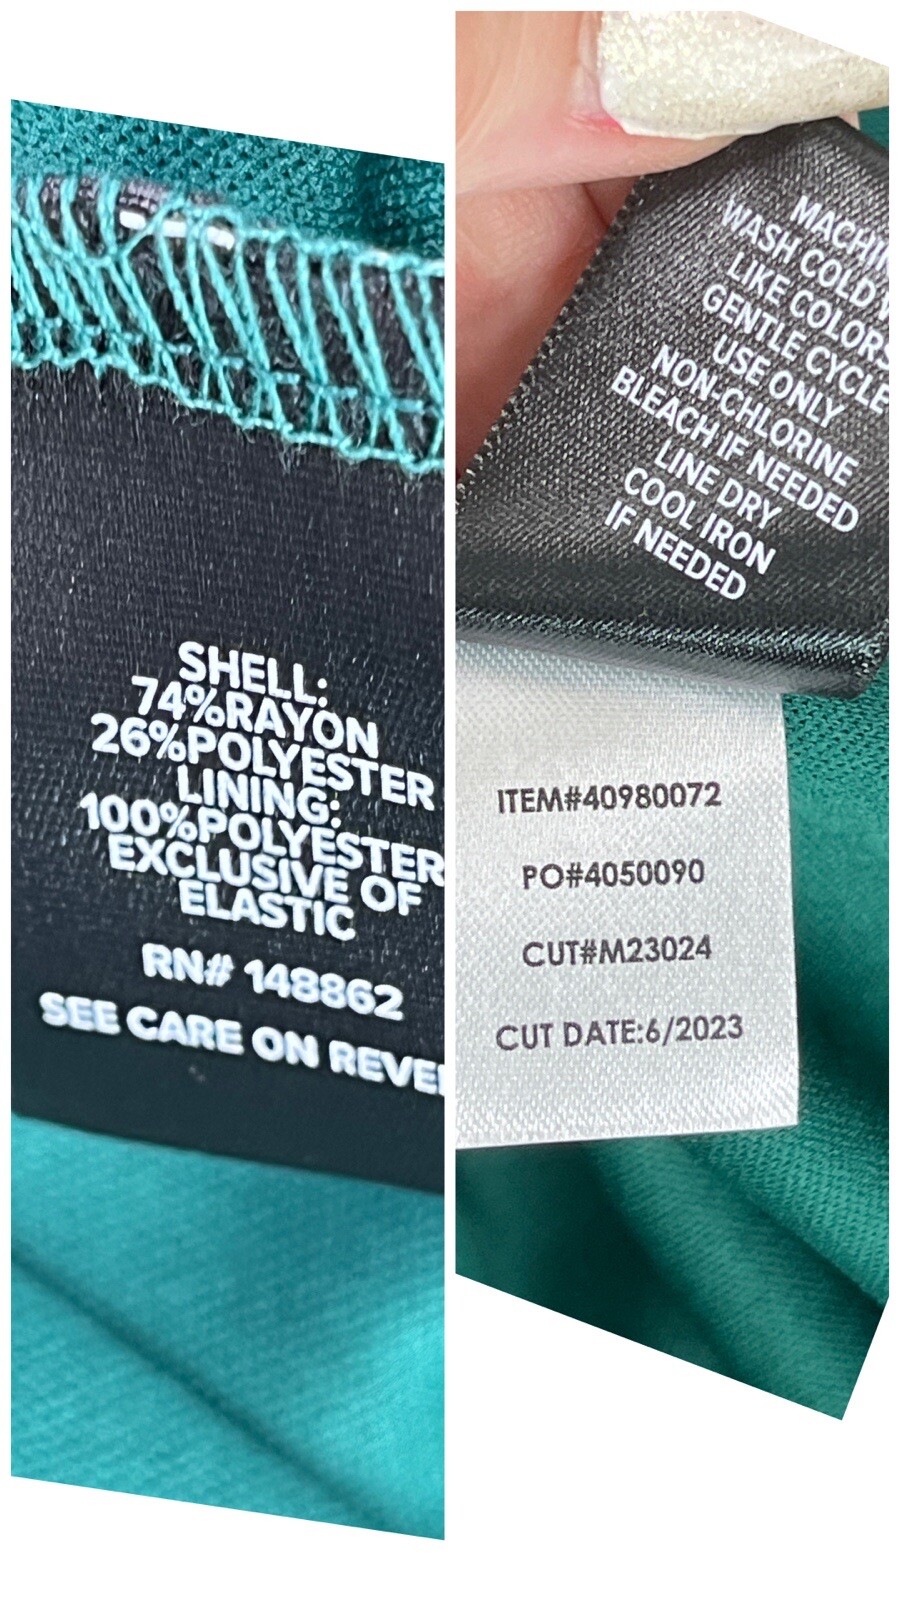 SHELL:
74%RAYON
26%POLYESTER
LINING:
100%POLYESTER
EXCLUSIVE OF
ELASTIC
RN# 148862
SEE CARE ON
WASH COLD
LIKE COLORS
GENTLE CYCLE
USE ONLY
NON-CHLORINE
BLEACH IF NEEDED
LINE DRY
COOL IRON
IF NEEDED
ITEM#40980072
PO#4050090
CUT#M23024
CUT DATE:6/2023